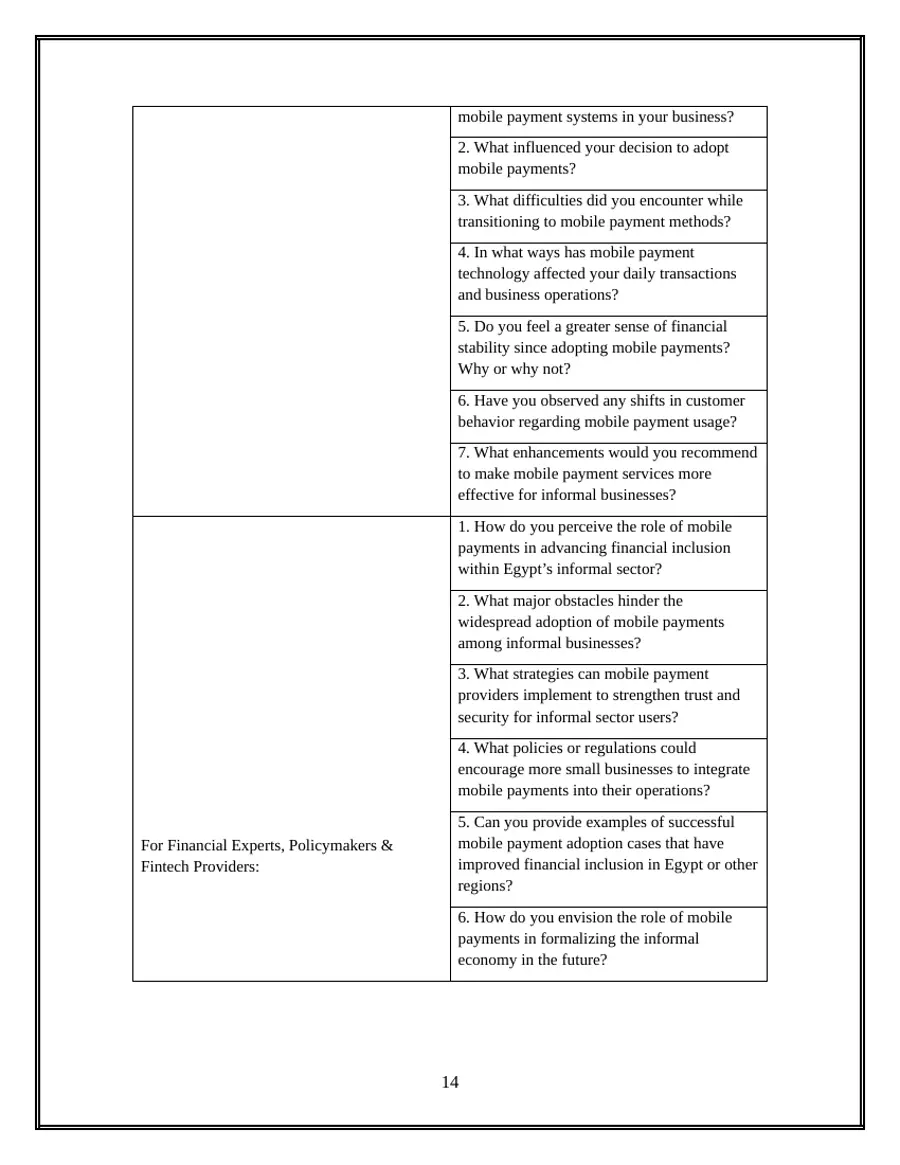 mobile payment systems in your business?
2. What influenced your decision to adopt
mobile payments?
3. What difficulties did you encounter while
transitioning to mobile payment methods?
4. In what ways has mobile payment
technology affected your daily transactions
and business operations?
5. Do you feel a greater sense of financial
stability since adopting mobile payments?
Why or why not?
6. Have you observed any shifts in customer
behavior regarding mobile payment usage?
7. What enhancements would you recommend
to make mobile payment services more
effective for informal businesses?
For Financial Experts, Policymakers &
Fintech Providers:
1. How do you perceive the role of mobile
payments in advancing financial inclusion
within Egypt’s informal sector?
2. What major obstacles hinder the
widespread adoption of mobile payments
among informal businesses?
3. What strategies can mobile payment
providers implement to strengthen trust and
security for informal sector users?
4. What policies or regulations could
encourage more small businesses to integrate
mobile payments into their operations?
5. Can you provide examples of successful
mobile payment adoption cases that have
improved financial inclusion in Egypt or other
regions?
6. How do you envision the role of mobile
payments in formalizing the informal
economy in the future?
14